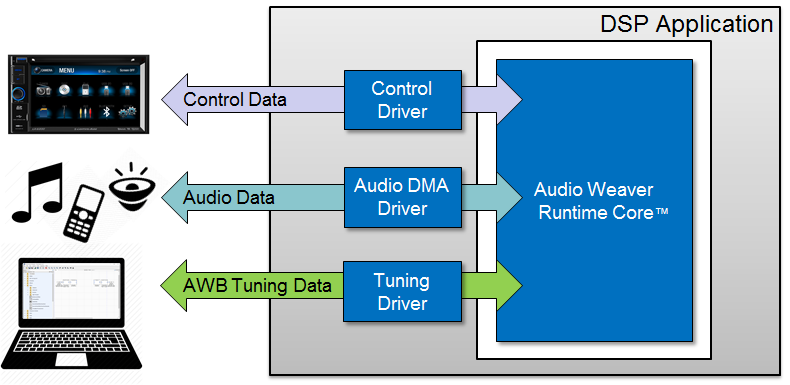 DSP Application
MENU
Control Data
Control
Driver
Audio Data
Audio DMA
Driver
Audio Weaver
Runtime Core™
AWB Tuning Data
Tuning
Driver